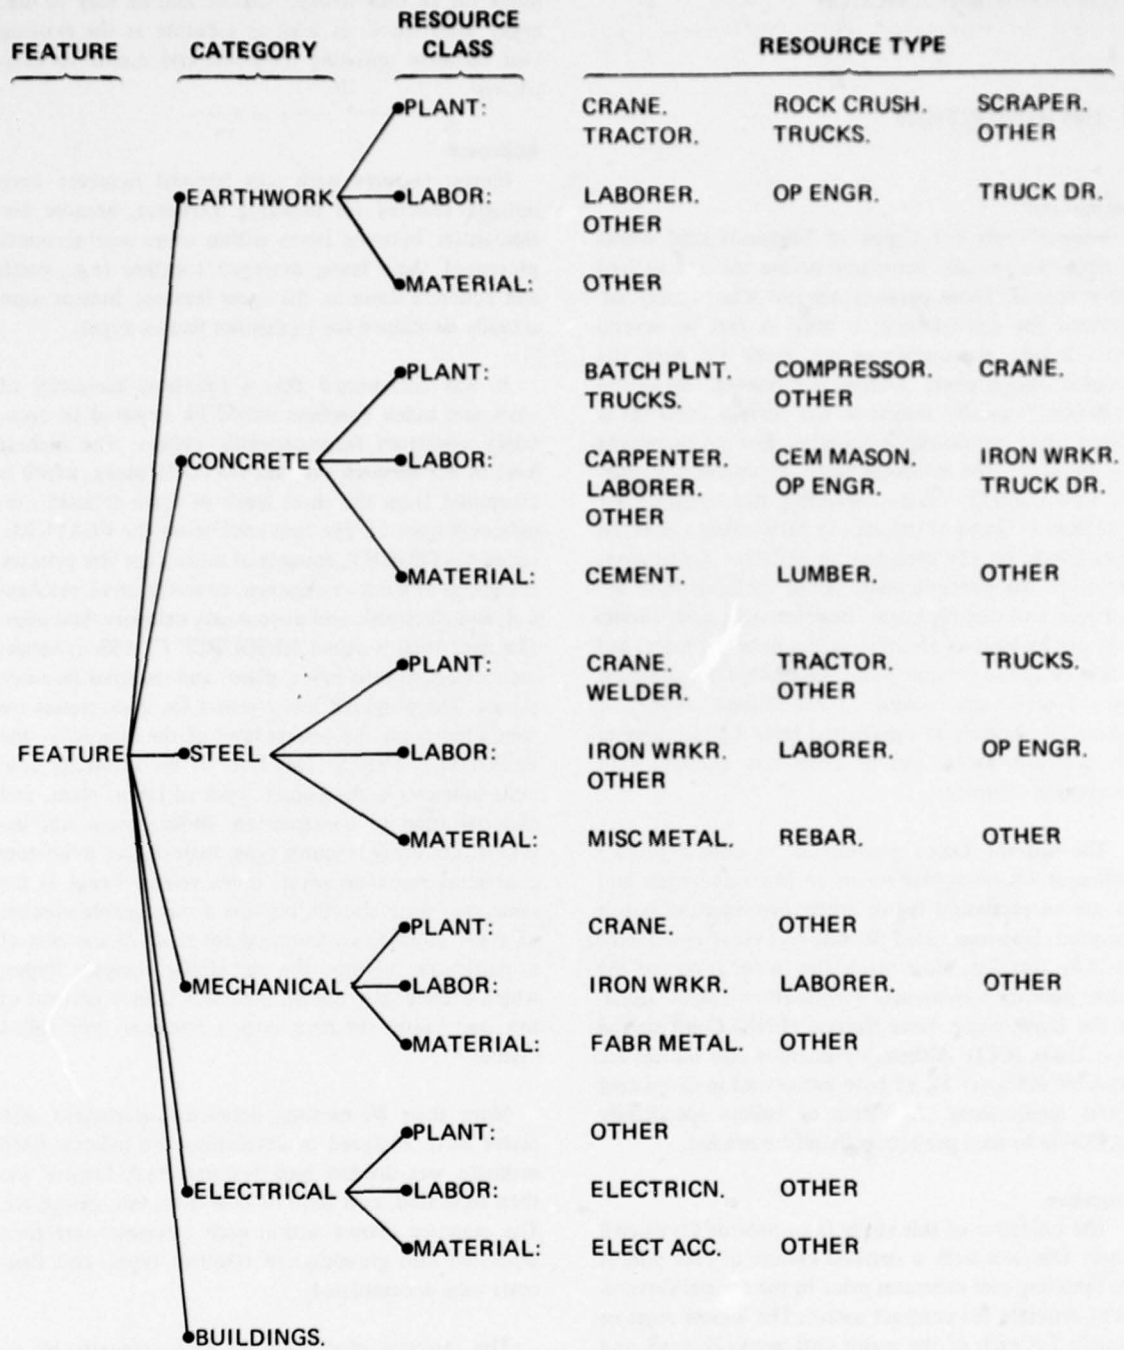 RESOURCE
FEATURE CATEGORY CLASS RESOURCE TYPE
PLANT: CRANE. ROCK CRUSH. SCRAPER.
TRACTOR. TRUCKS. OTHER
EARTHWORK LABOR: LABORER. OP ENGR. TRUCK DR.
OTHER
MATERIAL: OTHER
PLANT: BATCH PLNT. COMPRESSOR. CRANE.
TRUCKS. OTHER
CONCRETE LABOR: CARPENTER. CEM MASON. IRON WRKR.
LABORER. OP ENGR. TRUCK DR.
OTHER
MATERIAL: CEMENT. LUMBER. OTHER
PLANT: CRANE. TRACTOR. TRUCKS.
WELDER. OTHER
FEATURE STEEL LABOR: IRON WRKR. LABORER. OP ENGR.
OTHER
MATERIAL: MISC METAL. REBAR. OTHER
PLANT: CRANE. OTHER
MECHANICAL LABOR: IRON WRKR. LABORER. OTHER
MATERIAL: FABR METAL. OTHER
PLANT: OTHER
ELECTRICAL LABOR: ELECTRICN. OTHER
MATERIAL: ELECT ACC. OTHER
BUILDINGS.